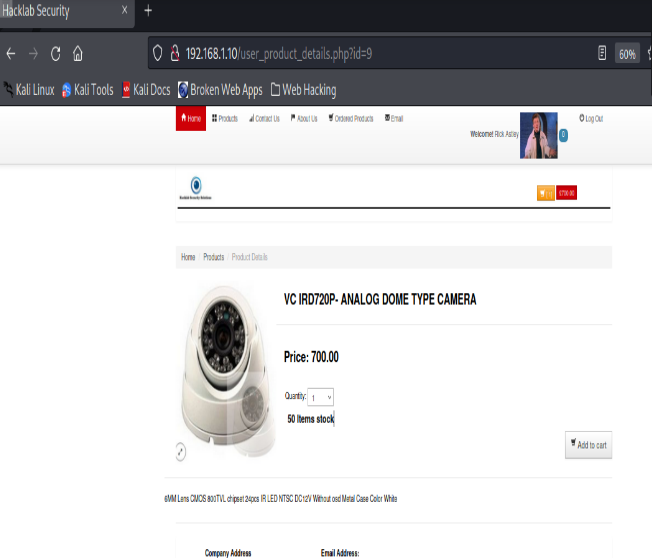 Hacklab Security
192.168.1.10/user_product_details.php?id=9
60%
Kali Linux Kali Tools Kali Docs Broken Web Apps Web Hacking
Home Products Contact Us About Us Ordered Products Email
Welcome! Rick Astley 0 Log Out
Hacklab Security Solutions
₱700.00
Home / Products / Product Details
VC IRD720P- ANALOG DOME TYPE CAMERA
Price: 700.00
Quantity: 1
50 Items stock
Add to cart
6MM Lens CMOS 800TVL chipset 24pcs IR LED NTSC DC12V Without osd Metal Case Color White
Company Address Email Address: